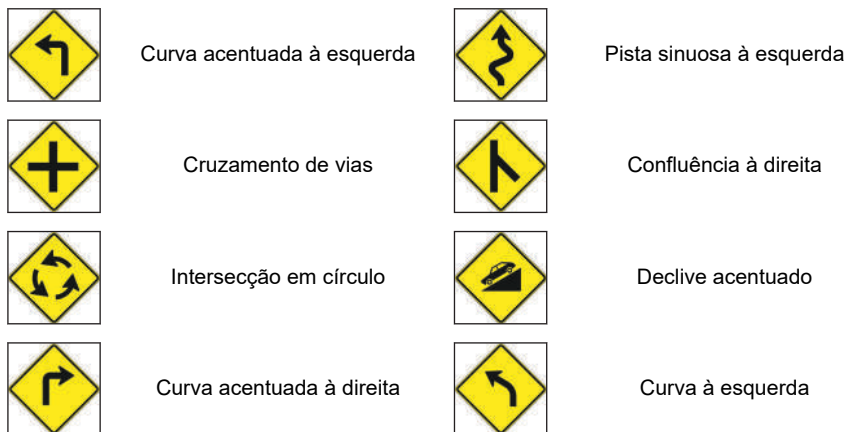 Curva acentuada à esquerda
Pista sinuosa à esquerda
Cruzamento de vias
Confluência à direita
Intersecção em círculo
Declive acentuado
Curva acentuada à direita
Curva à esquerda